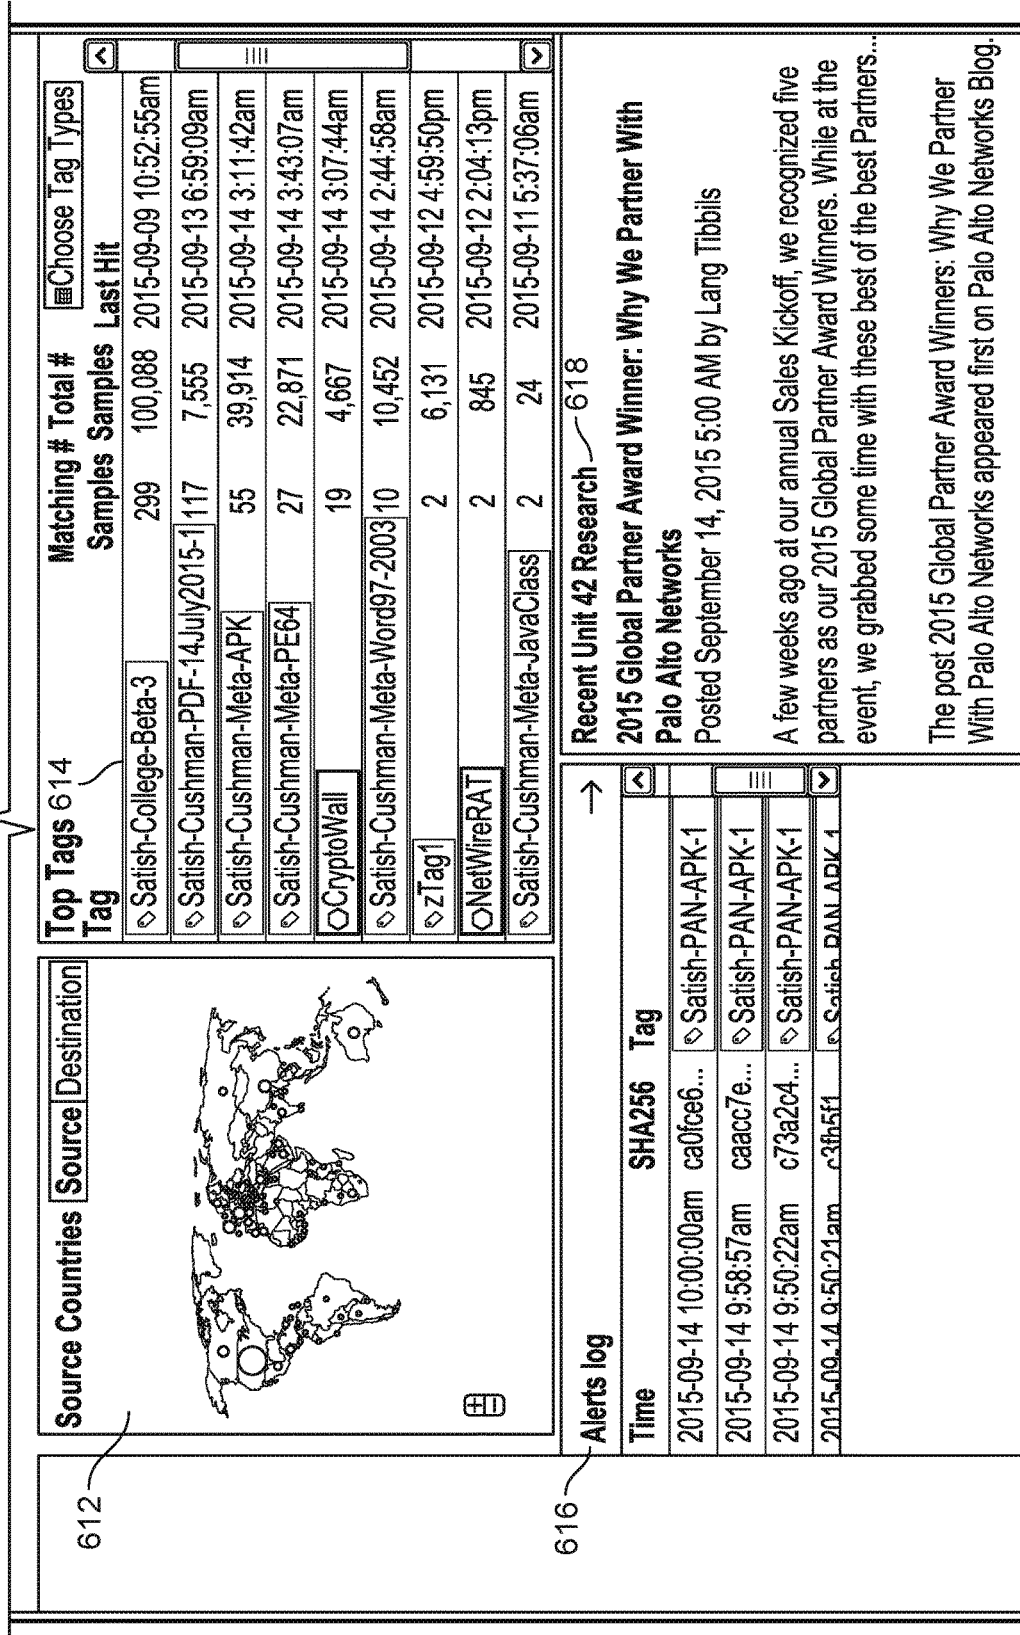 612
Source Countries Source Destination
Top Tags 614
Choose Tag Types
Tag Matching # Samples Total # Samples Last Hit
Satish-College-Beta-3 299 100,088 2015-09-09 10:52:55am
Satish-Cushman-PDF-14July2015-1 117 7,555 2015-09-13 6:59:09am
Satish-Cushman-Meta-APK 55 39,914 2015-09-14 3:11:42am
Satish-Cushman-Meta-PE64 27 22,871 2015-09-14 3:43:07am
CryptoWall 19 4,667 2015-09-14 3:07:44am
Satish-Cushman-Meta-Word97-2003 10 10,452 2015-09-14 2:44:58am
zTag1 2 6,131 2015-09-12 4:59:50pm
NetWireRAT 2 845 2015-09-12 2:04:13pm
Satish-Cushman-Meta-JavaClass 2 24 2015-09-11 5:37:06am
616
Alerts log
Time SHA256 Tag
2015-09-14 10:00:00am ca0fce6... Satish-PAN-APK-1
2015-09-14 9:58:57am caacc7e... Satish-PAN-APK-1
2015-09-14 9:50:22am c73a2c4... Satish-PAN-APK-1
2015-09-14 9:50:21am c3fb5f1 Satish-PAN-APK-1
Recent Unit 42 Research 618
2015 Global Partner Award Winner: Why We Partner With
Palo Alto Networks
Posted September 14, 2015 5:00 AM by Lang Tibbils
A few weeks ago at our annual Sales Kickoff, we recognized five
partners as our 2015 Global Partner Award Winners. While at the
event, we grabbed some time with these best of the best Partners...
The post 2015 Global Partner Award Winners: Why We Partner
With Palo Alto Networks appeared first on Palo Alto Networks Blog.